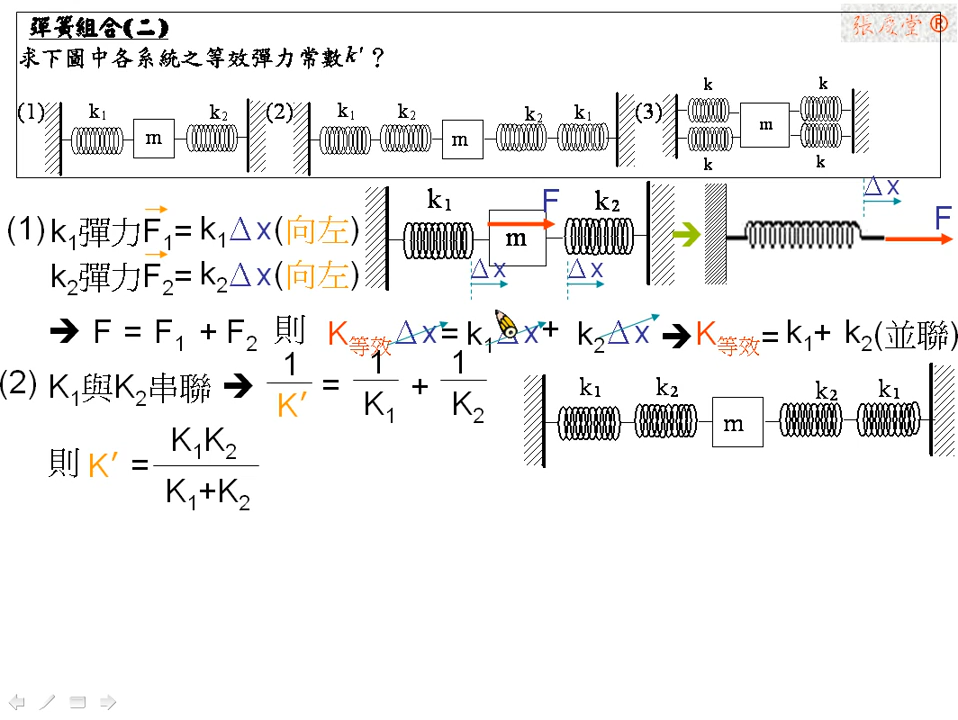 彈簧組合(二)
張慶堂®
求下圖中各系統之等效彈力常數k'？
(1) k₁ m k₂ (2) k₁ k₂ m k₂ k₁ (3) k k m k k
(1) k₁彈力F₁= k₁Δx(向左)
k₂彈力F₂= k₂Δx(向左)
k₁ m F k₂ Δx Δx ➔ Δx F
➔ F = F₁ + F₂ 則 K等效Δx= k₁Δx+ k₂Δx ➔K等效= k₁+ k₂(並聯)
(2) K₁與K₂串聯 ➔ 1/K′ = 1/K₁ + 1/K₂
k₁ k₂ m k₂ k₁
則 K′ = K₁K₂/K₁+K₂